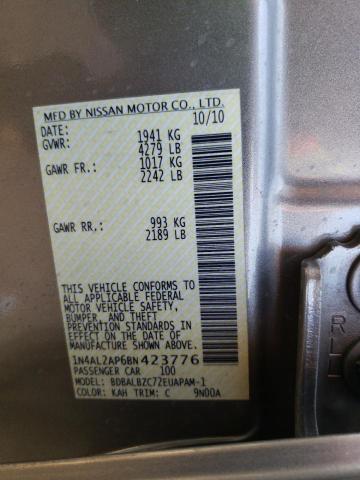 MFD BY NISSAN MOTOR CO., LTD.
DATE: 10/10
GVWR: 1941 KG
4279 LB
GAWR FR.: 1017 KG
2242 LB
GAWR RR.: 993 KG
2189 LB
THIS VEHICLE CONFORMS TO
ALL APPLICABLE FEDERAL
MOTOR VEHICLE SAFETY,
BUMPER, AND THEFT
PREVENTION STANDARDS IN
EFFECT ON THE DATE OF
MANUFACTURE SHOWN ABOVE.
1N4AL2AP6BN 423776
PASSENGER CAR 100
MODEL: BDBALBZC72EUAPAM-1
COLOR: KAH TRIM: C 9N00A